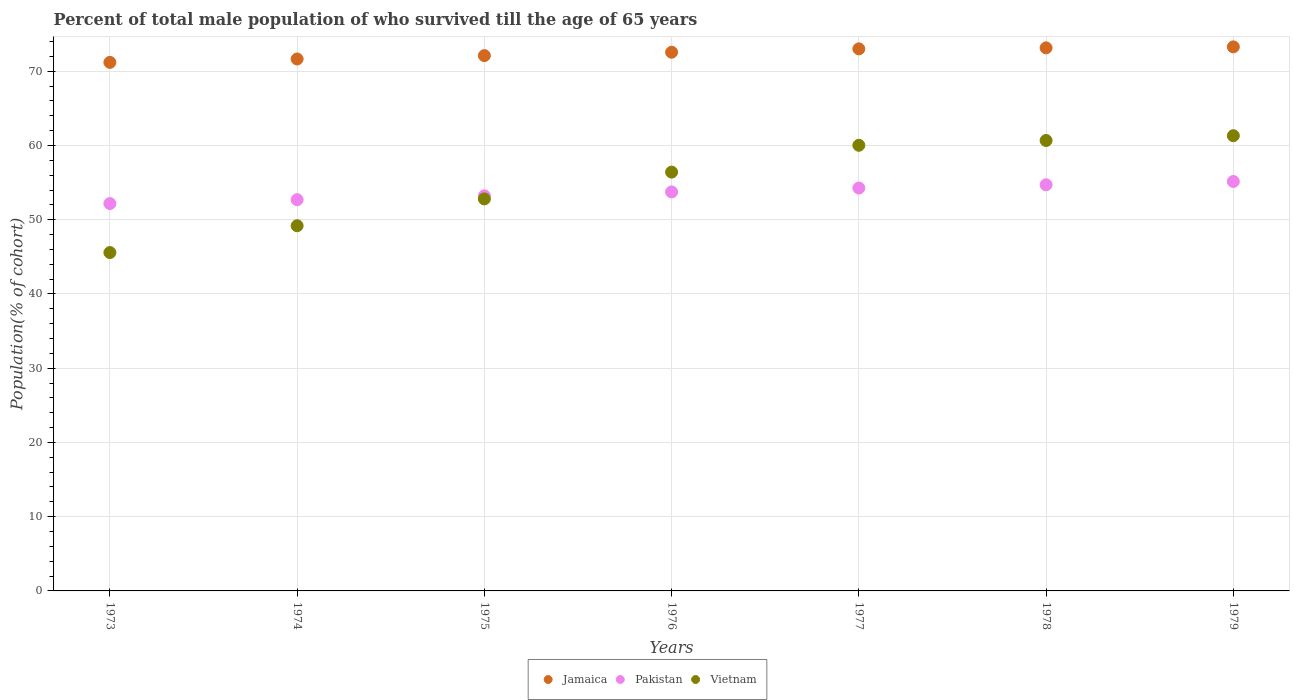 Percent of total male population of who survived till the age of 65 years
Population(% of cohort)
70
60
50
40
30
20
10
0
1973
1974
1975
1976
1977
1978
1979
Years
Jamaica
Pakistan
Vietnam